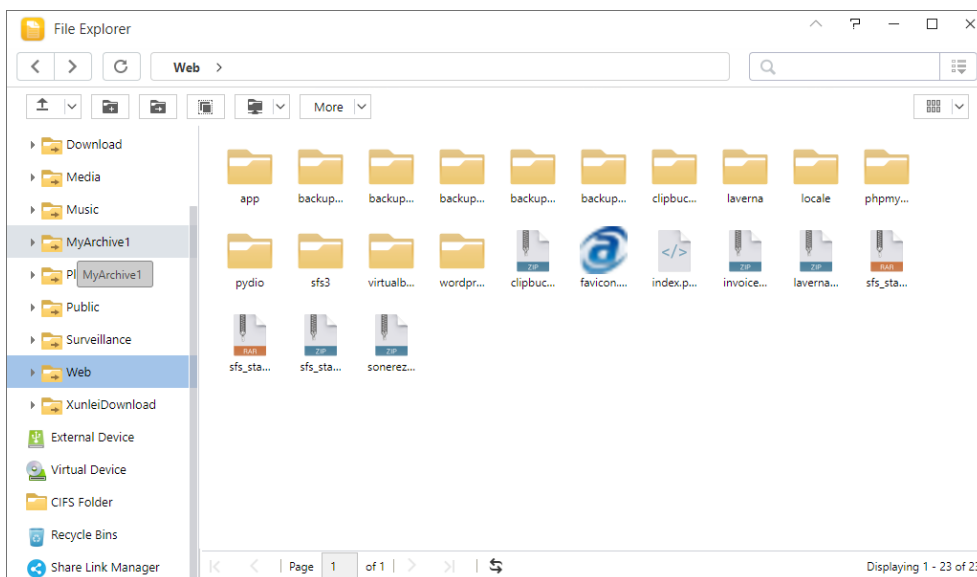 File Explorer
Web >
More
Download
Media
Music
MyArchive1
Pl
MyArchive1
Public
Surveillance
Web
XunleiDownload
External Device
Virtual Device
CIFS Folder
Recycle Bins
Share Link Manager
app backup... backup... backup... backup... backup... clipbuc... laverna locale phpmy...
ZIP </> ZIP ZIP RAR
pydio sfs3 virtualb... wordpr... clipbuc... favicon.... index.p... invoice... laverna... sfs_sta...
RAR ZIP ZIP
sfs_sta... sfs_sta... sonerez...
Page 1 of 1
Displaying 1 - 23 of 23